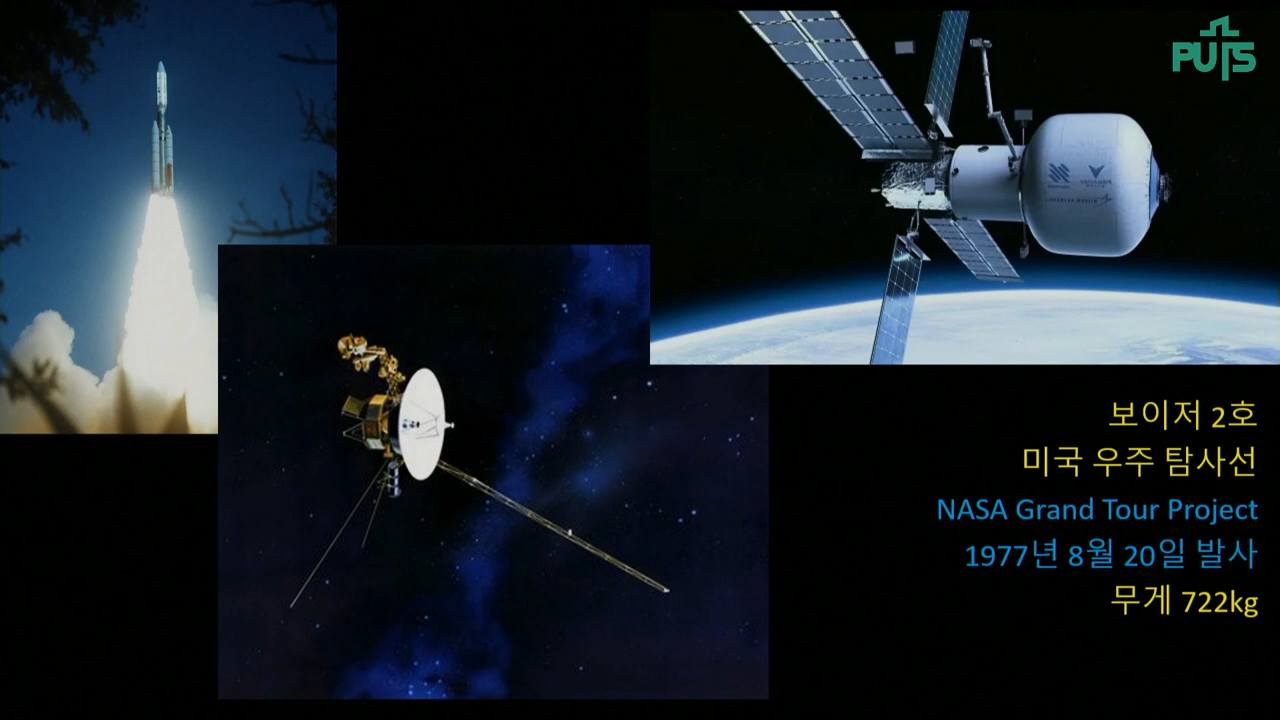 PUTS
보이저 2호
미국 우주 탐사선
NASA Grand Tour Project
1977년 8월 20일 발사
무게 722kg